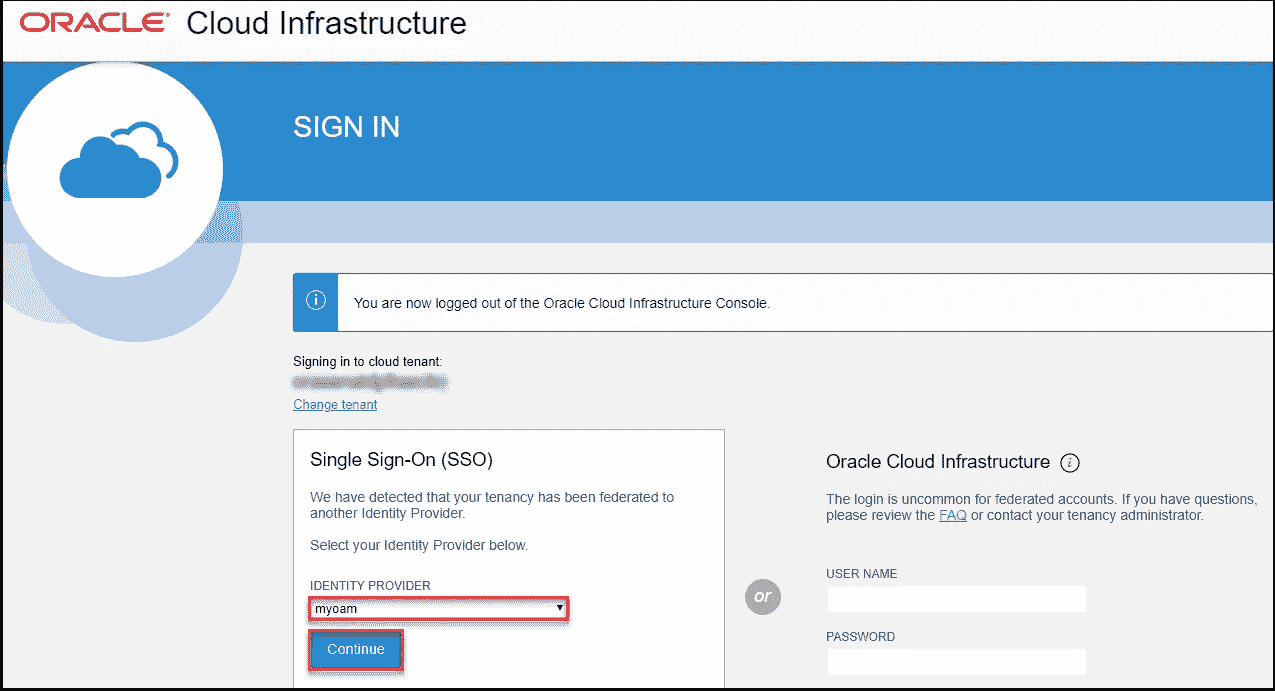 ORACLE Cloud Infrastructure
SIGN IN
You are now logged out of the Oracle Cloud Infrastructure Console.
Signing in to cloud tenant:
Change tenant
Single Sign-On (SSO)
We have detected that your tenancy has been federated to
another Identity Provider.
Select your Identity Provider below.
IDENTITY PROVIDER
myoam
Continue
or
Oracle Cloud Infrastructure
The login is uncommon for federated accounts. If you have questions,
please review the FAQ or contact your tenancy administrator.
USER NAME
PASSWORD